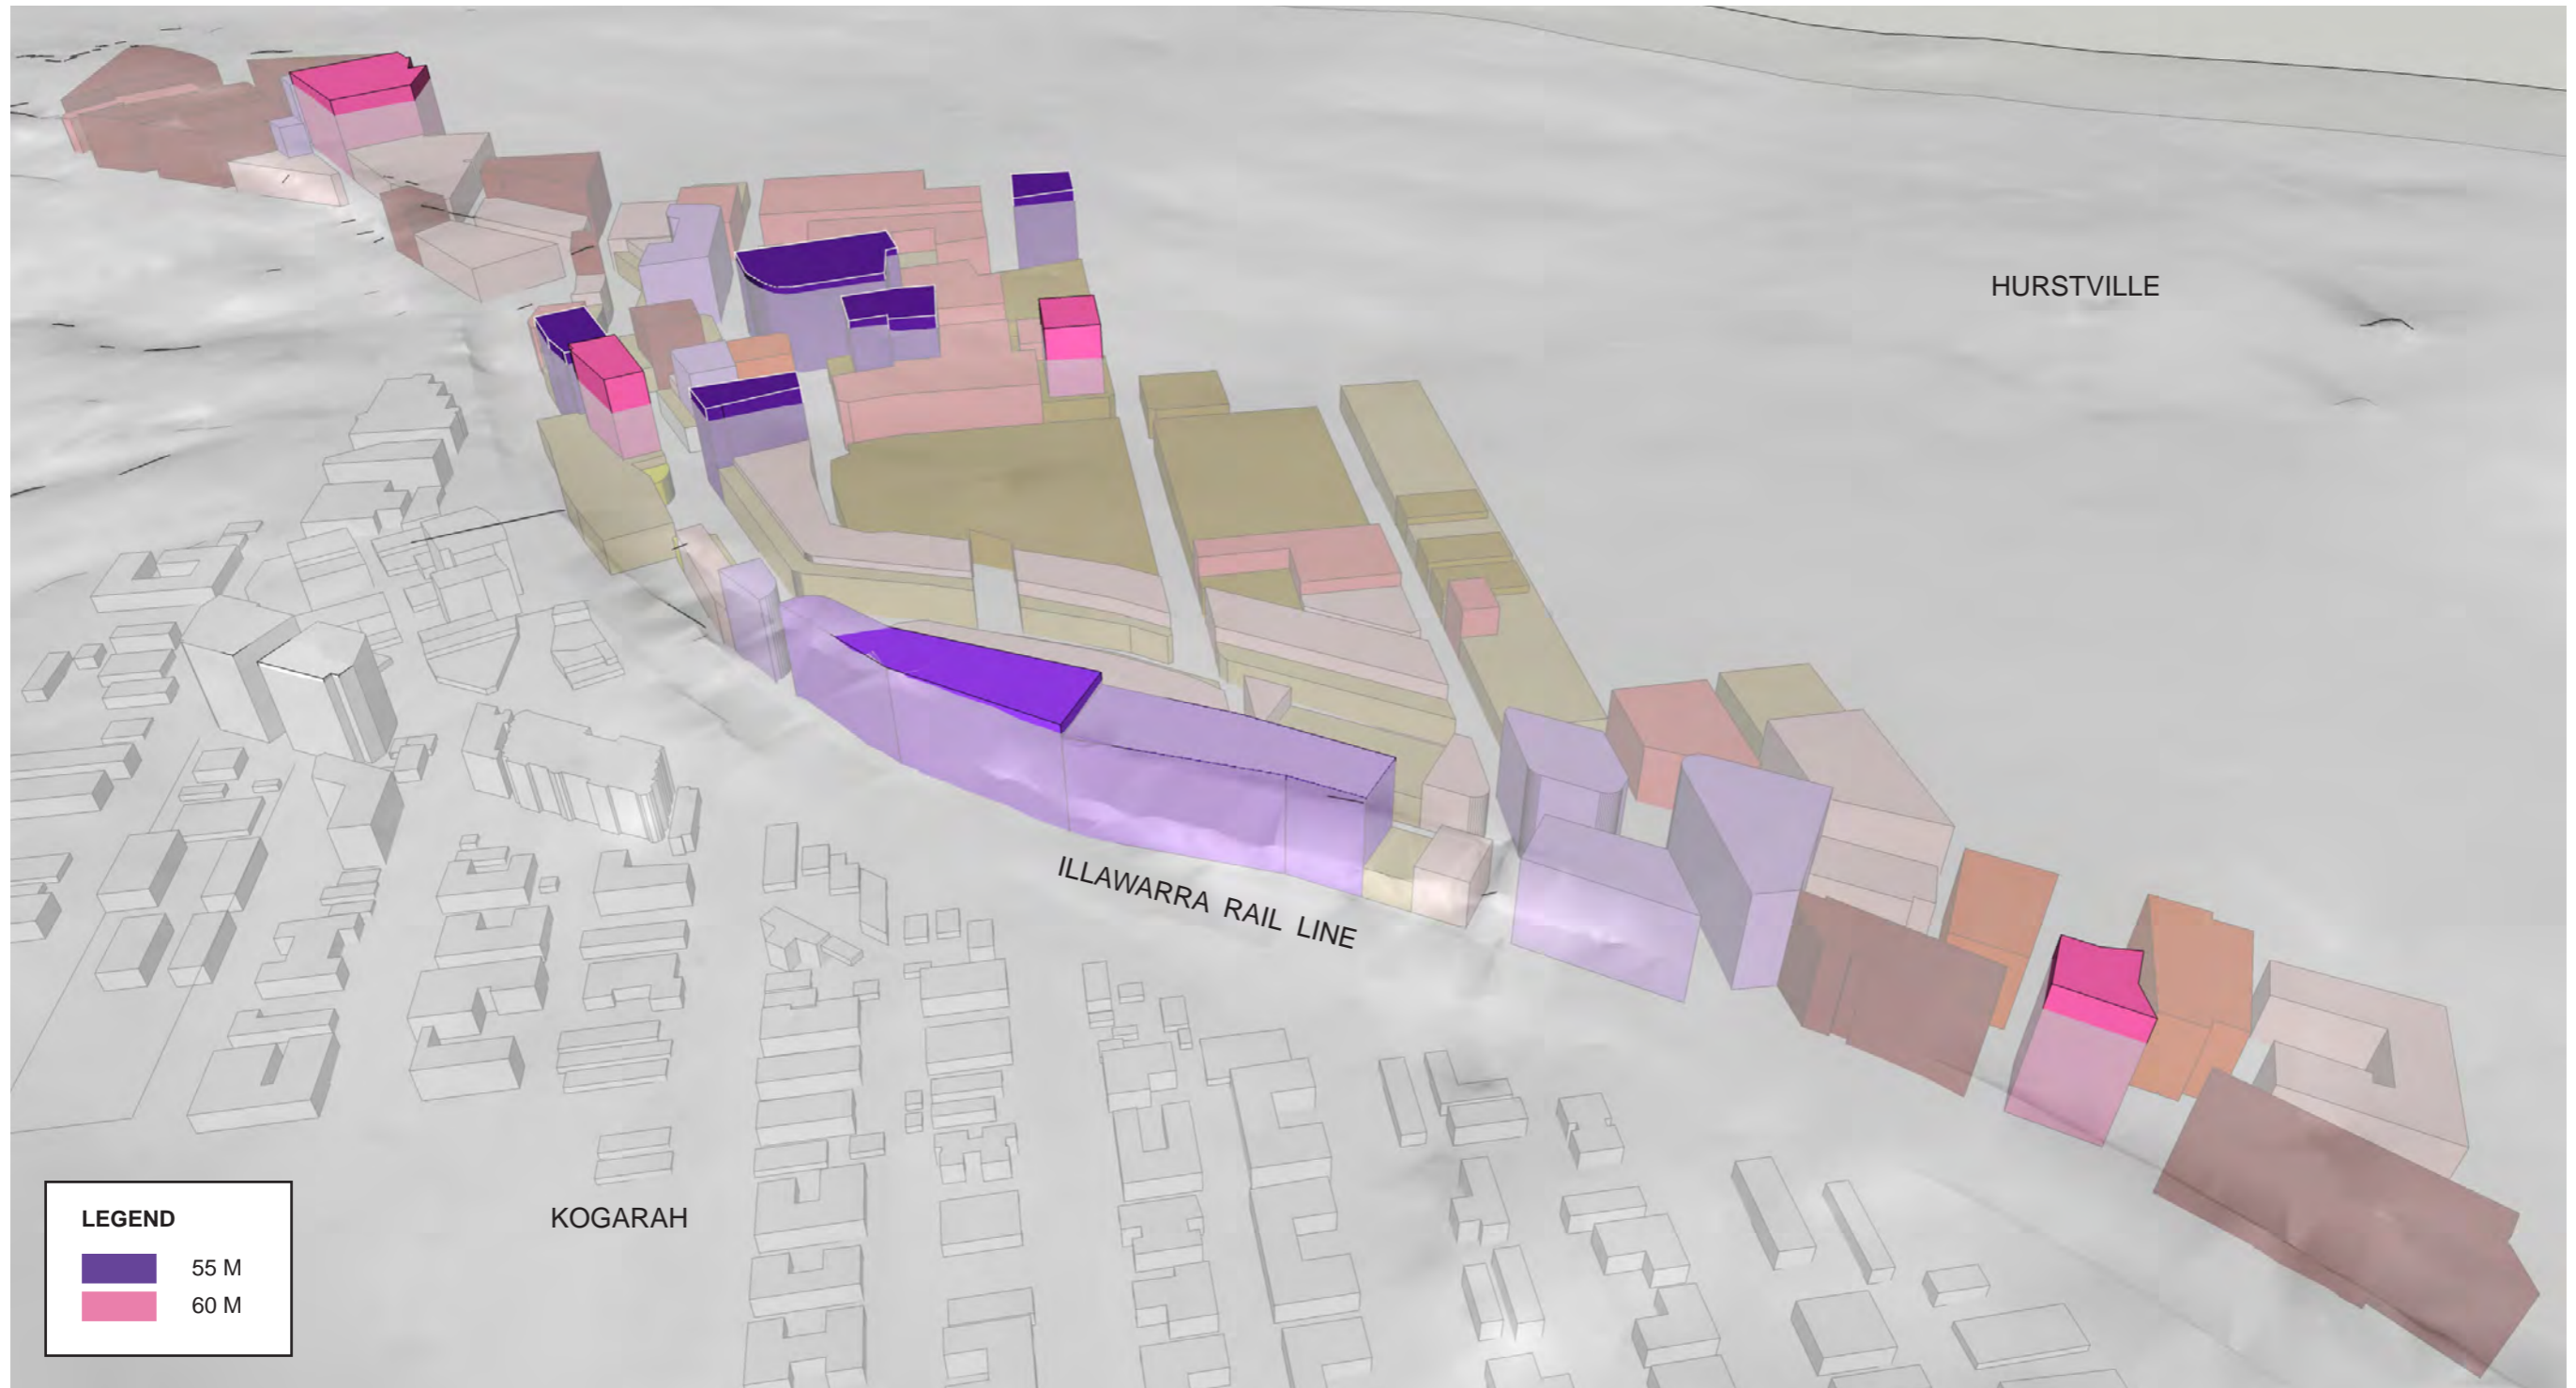 HURSTVILLE
ILLAWARRA RAIL LINE
KOGARAH
LEGEND
55 M
60 M